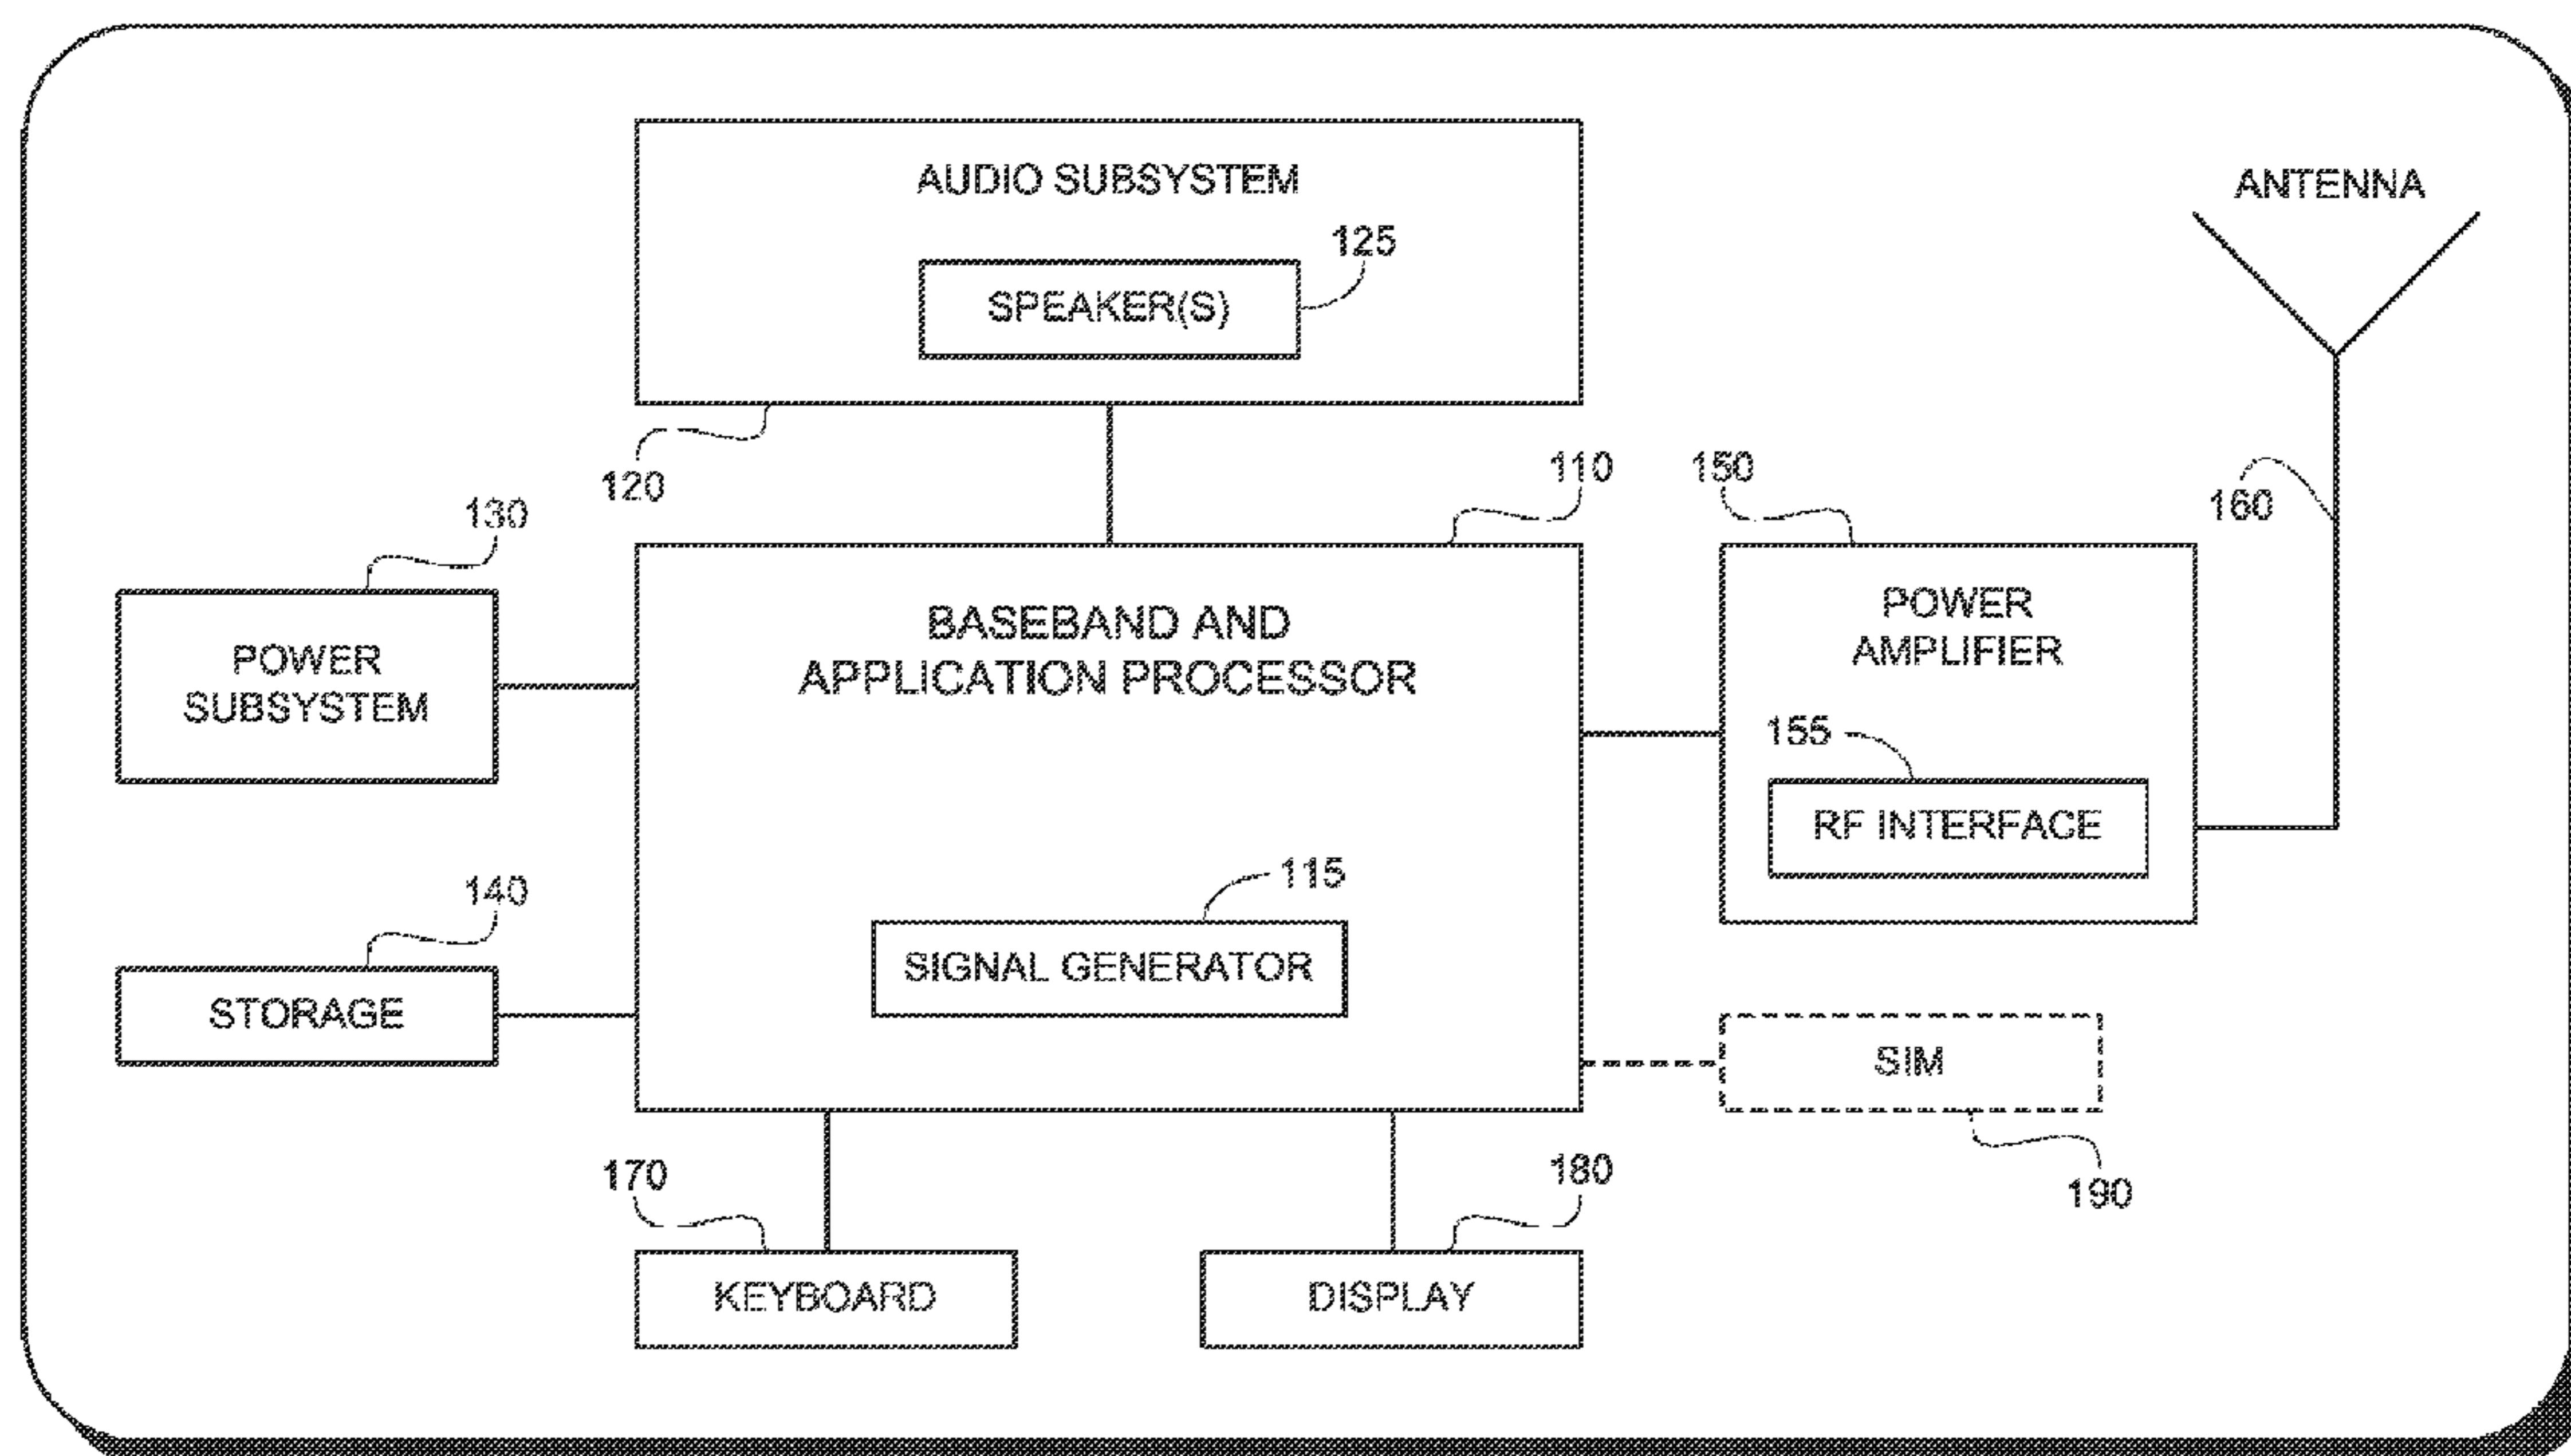 AUDIO SUBSYSTEM
ANTENNA
125
SPEAKER(S)
120
110
150
160
130
BASEBAND AND
APPLICATION PROCESSOR
POWER
AMPLIFIER
POWER
SUBSYSTEM
155
RF INTERFACE
115
140
SIGNAL GENERATOR
STORAGE
SIM
170
180
190
KEYBOARD
DISPLAY